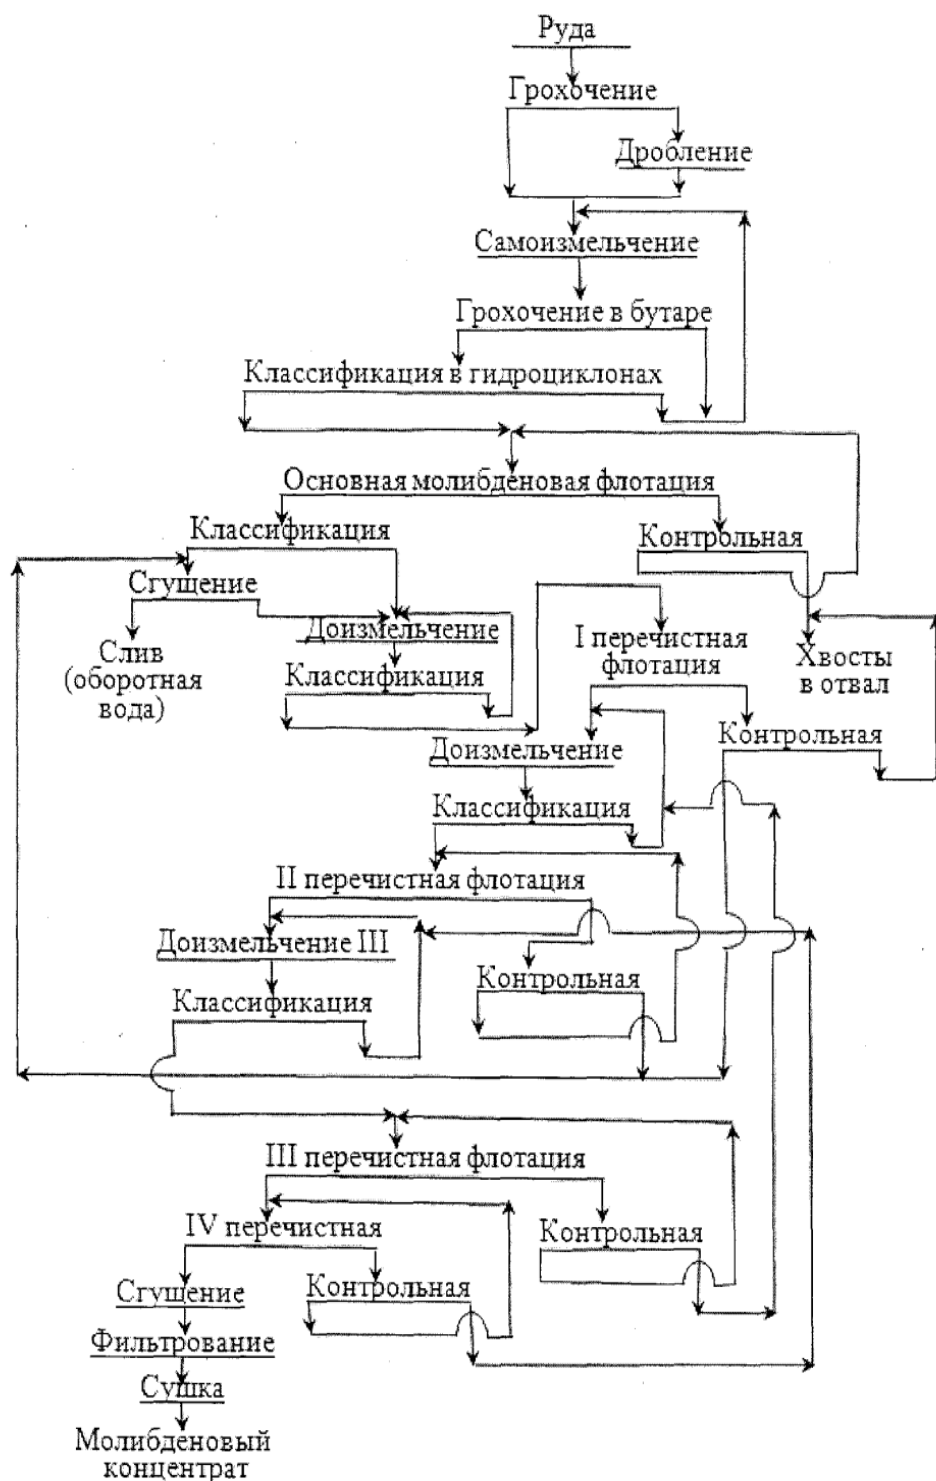 Руда
Грохочение
Дробление
Самоизмельчение
Грохочение в бутаре
Классификация в гидроциклонах
Основная молибденовая флотация
Классификация
Контрольная
Сгущение
Доизмельчение
I перечистная
флотация
Слив
(оборотная
вода)
Хвосты
в отвал
Классификация
Контрольная
Доизмельчение
Классификация
II перечистная флотация
Доизмельчение III
Контрольная
Классификация
III перечистная флотация
IV перечистная
Контрольная
Сгущение
Контрольная
Фильтрование
Сушка
Молибденовый
концентрат